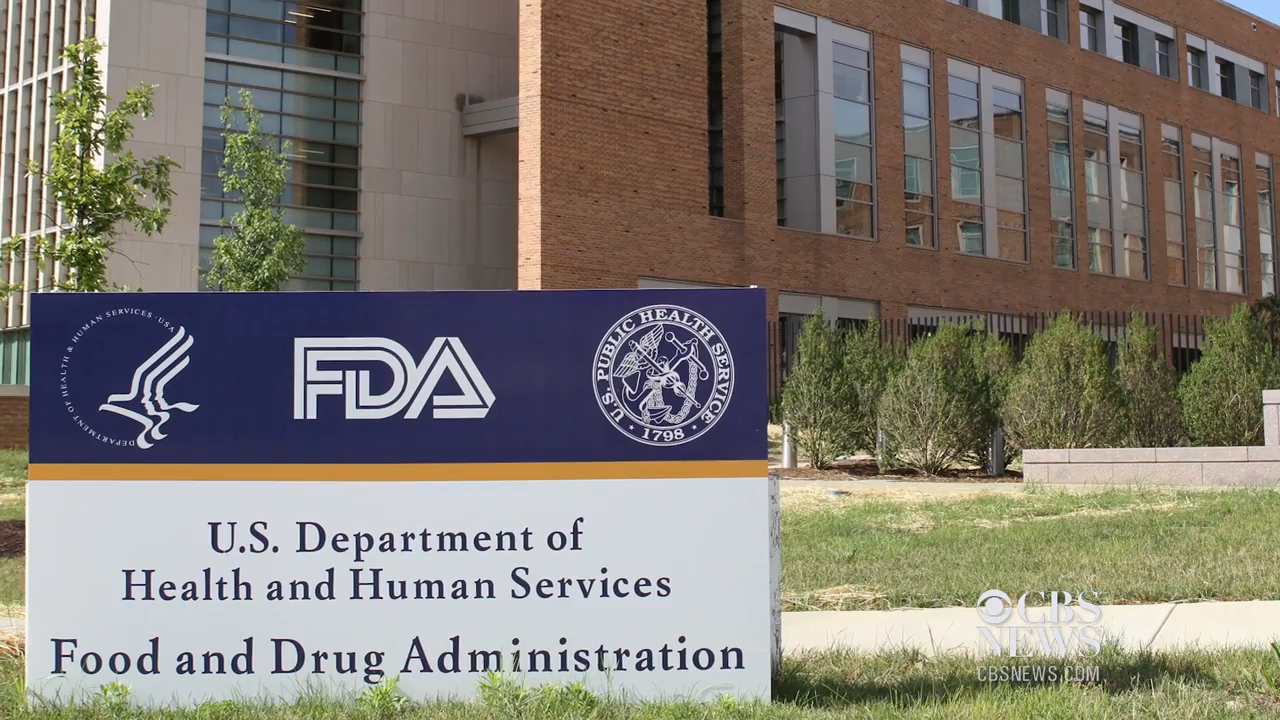 DEPARTMENT OF HEALTH & HUMAN SERVICES · USA
FDA
U.S. PUBLIC HEALTH SERVICE
1798
U.S. Department of
Health and Human Services
Food and Drug Administration
CBS
NEWS
CBSNEWS.COM